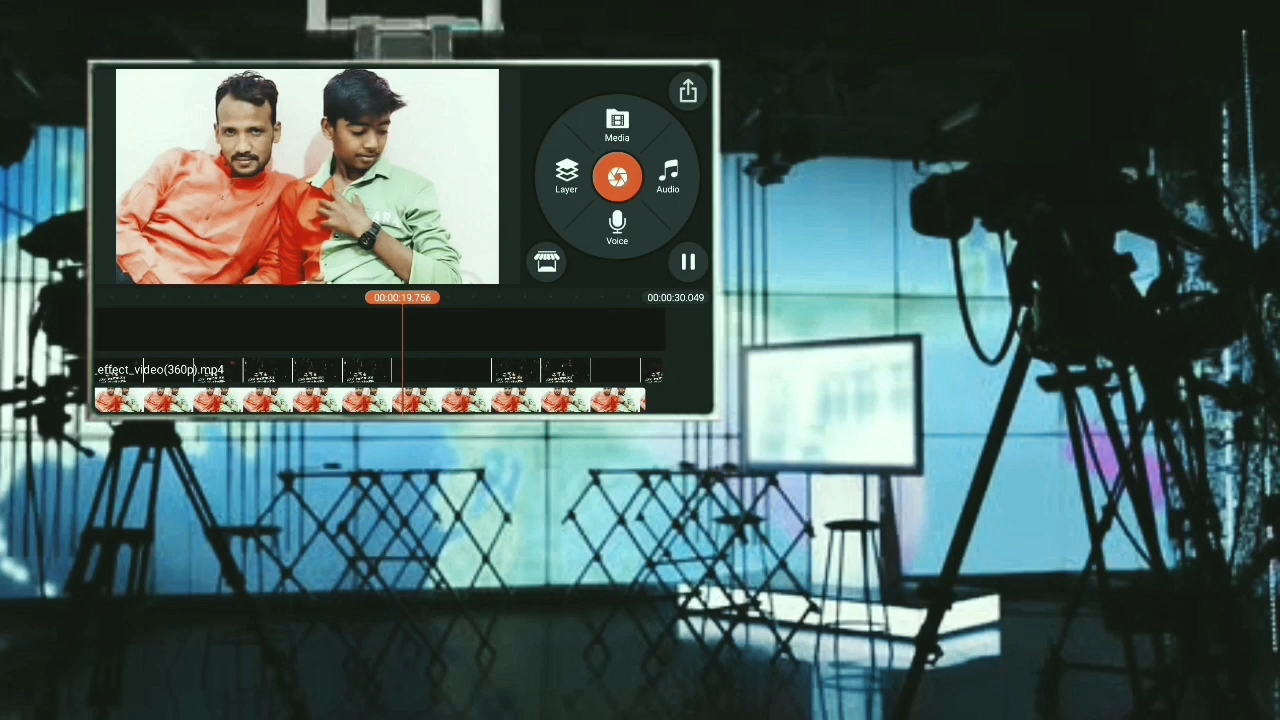 Media
Layer
Audio
Voice
00:00:19.756
00:00:30.049
effect_video(360p).mp4